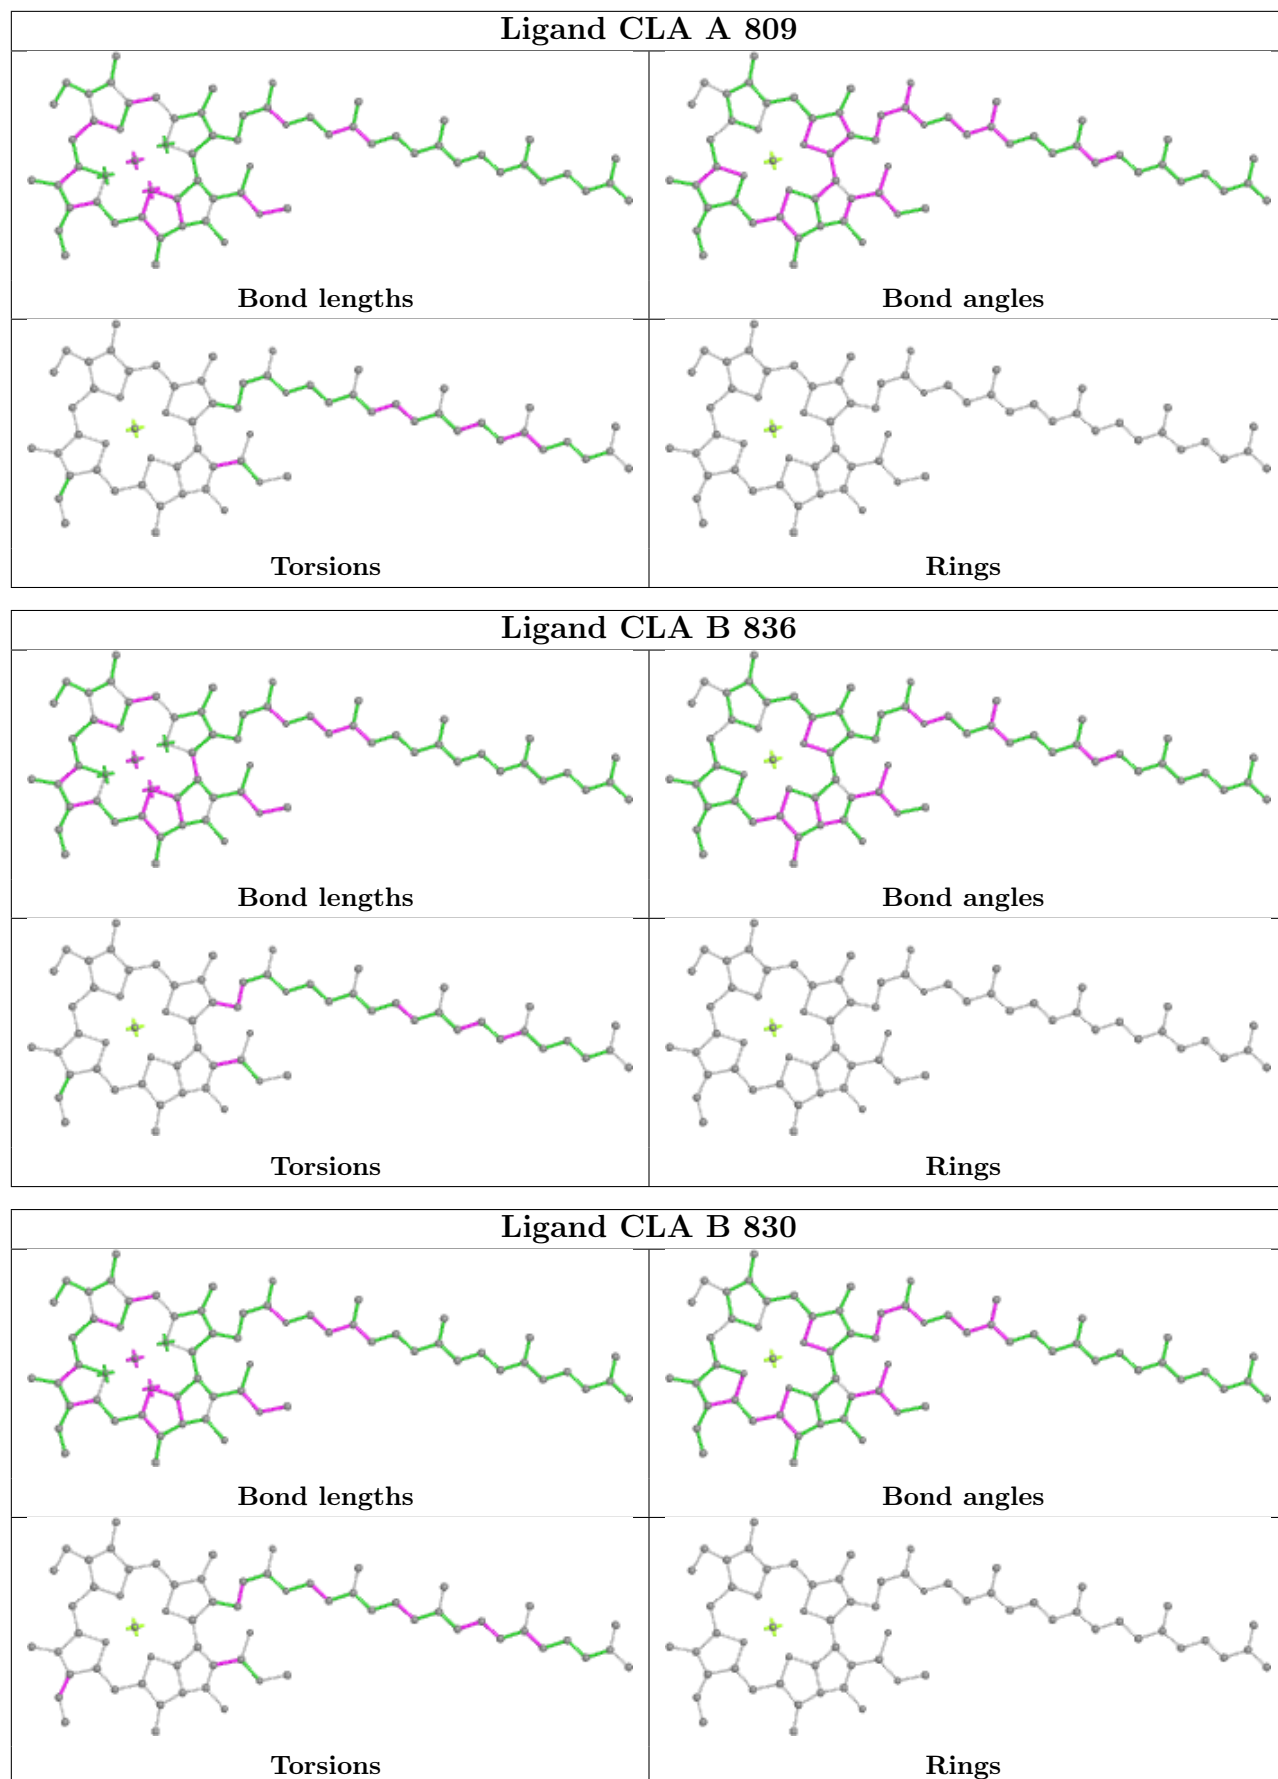 Ligand CLA A 809
Bond lengths
Bond angles
Torsions
Rings
Ligand CLA B 836
Bond lengths
Bond angles
Torsions
Rings
Ligand CLA B 830
Bond lengths
Bond angles
Torsions
Rings